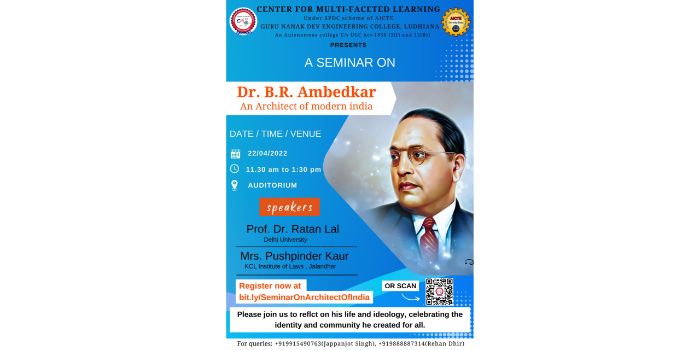 CENTER FOR MULTI-FACETED LEARNING
Under SPDC scheme of AICTE
GURU NANAK DEV ENGINEERING COLLEGE, LUDHIANA
An Autonomous college U/s UGC Act-1956 [2(f) and 12(B)]
PRESENTS
A SEMINAR ON
Dr. B.R. Ambedkar
An Architect of modern india
DATE / TIME / VENUE
22/04/2022
11.30 am to 1:30 pm
AUDITORIUM
speakers
Prof. Dr. Ratan Lal
Delhi University
Mrs. Pushpinder Kaur
KCL Institute of Laws , Jalandhar
Register now at
bit.ly/SeminarOnArchitectOfIndia
OR SCAN
Please join us to reflct on his life and ideology, celebrating the
identity and community he created for all.
For queries: +919915490763(Jappanjot Singh), +919888887314(Rehan Dhir)
AICTE